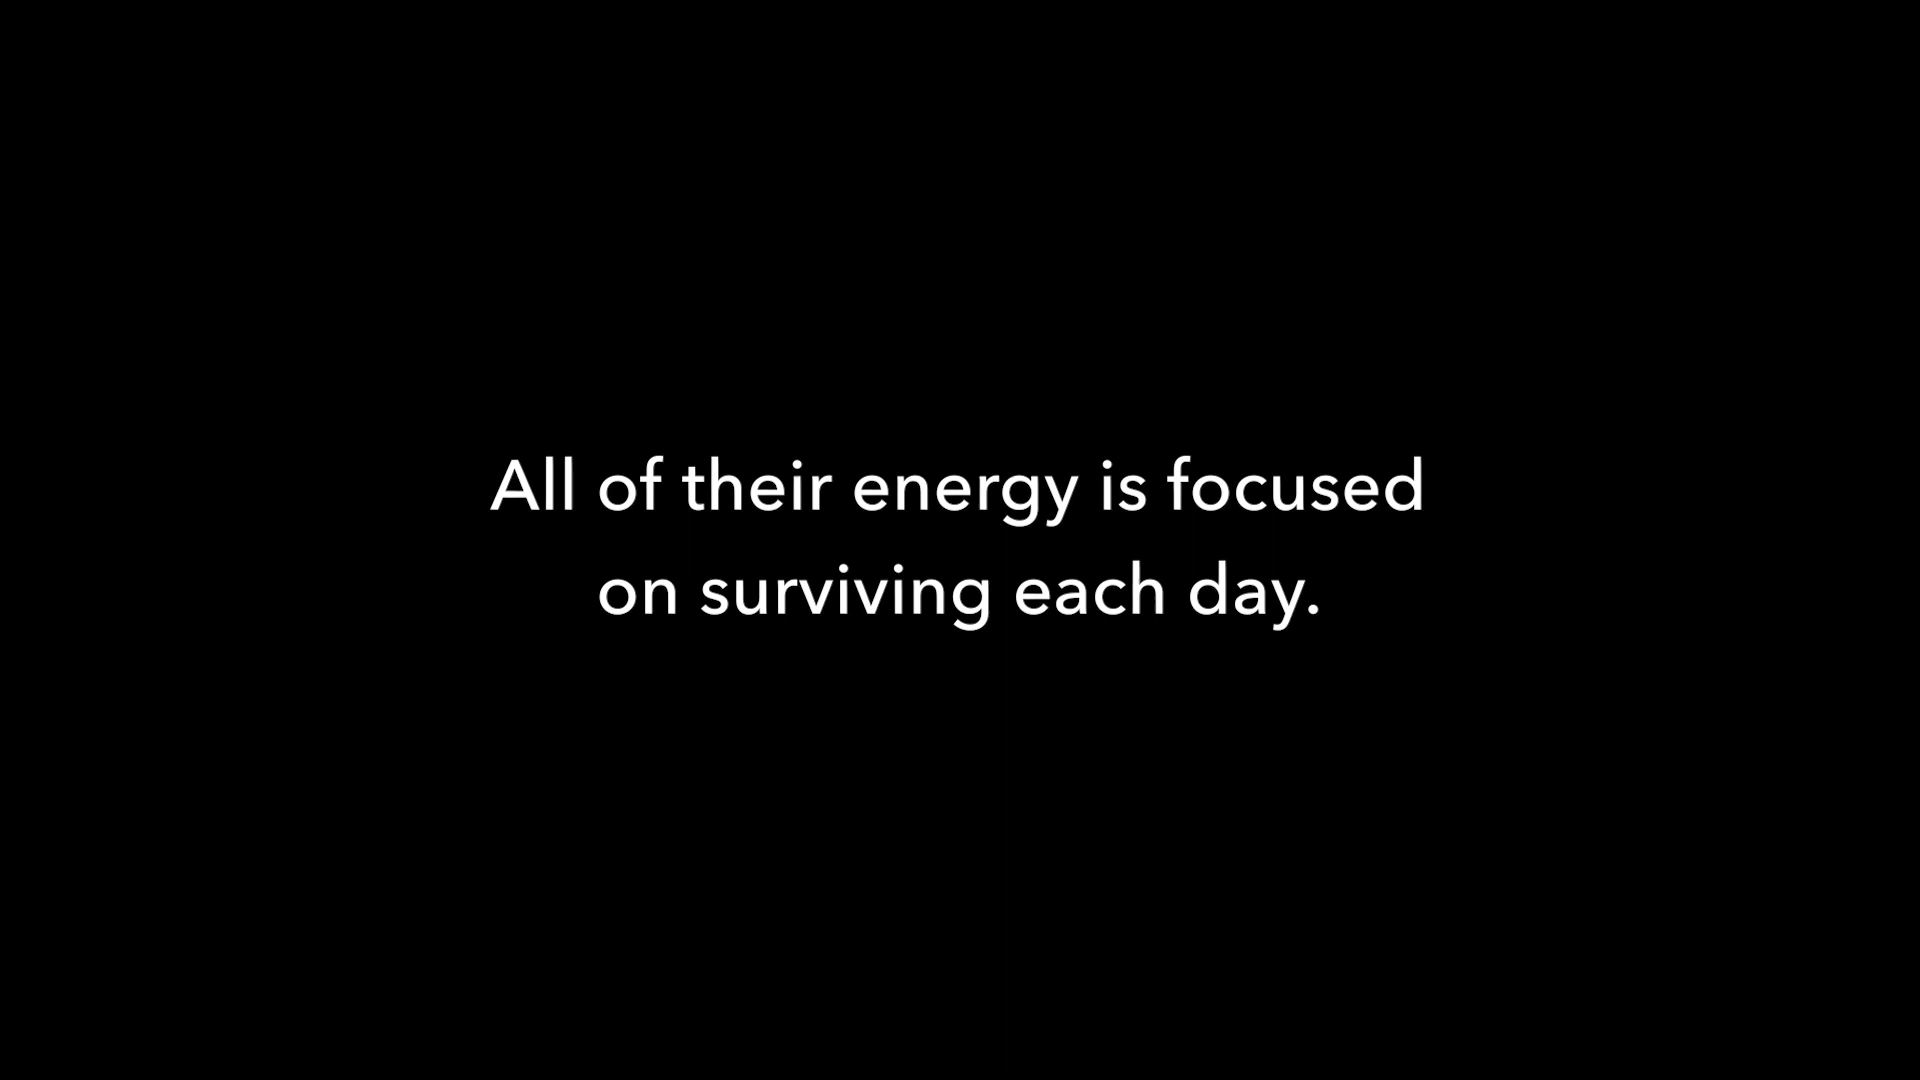 All of their energy is focused
on surviving each day.